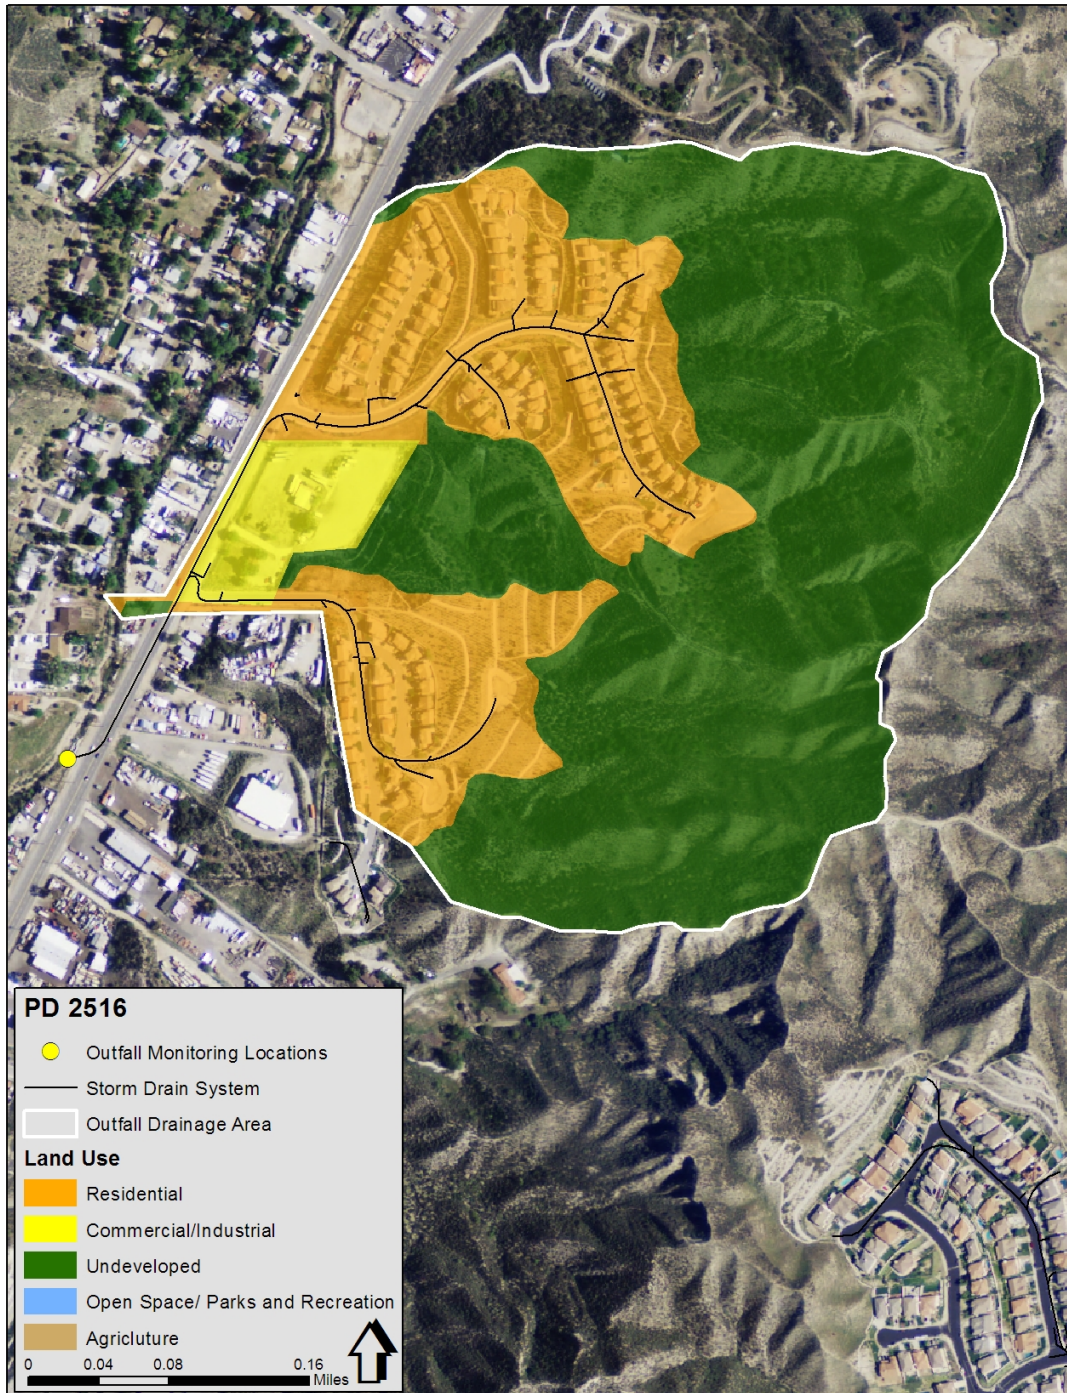 PD 2516
Outfall Monitoring Locations
Storm Drain System
Outfall Drainage Area
Land Use
Residential
Commercial/Industrial
Undeveloped
Open Space/ Parks and Recreation
Agricluture
0 0.04 0.08 0.16
Miles